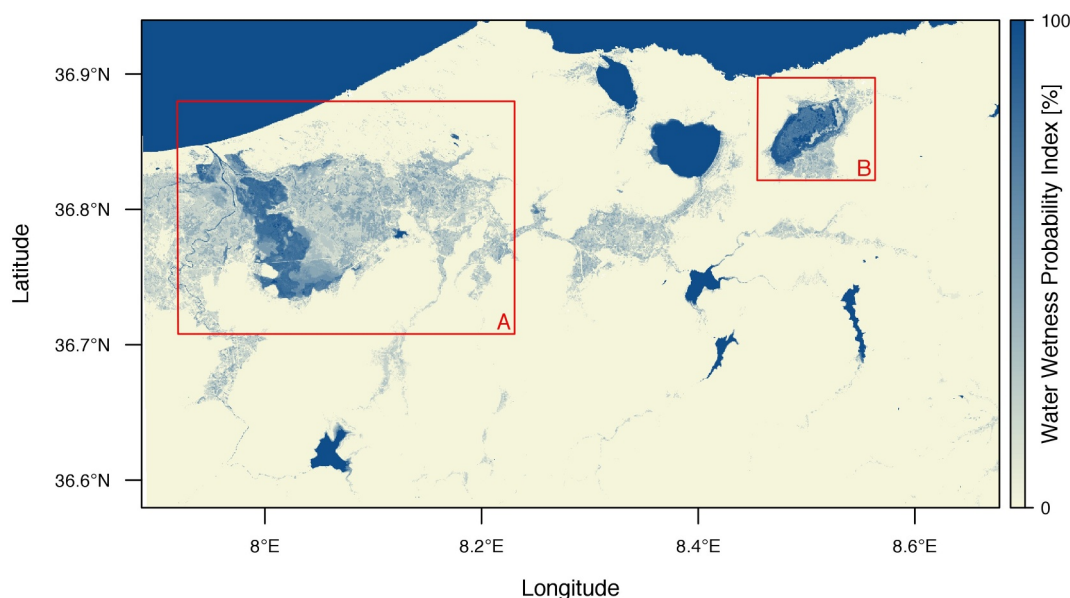 100
36.9°N
36.8°N
36.7°N
36.6°N
Latitude
A
B
Water Wetness Probability Index [%]
0
8°E
8.2°E
8.4°E
8.6°E
Longitude